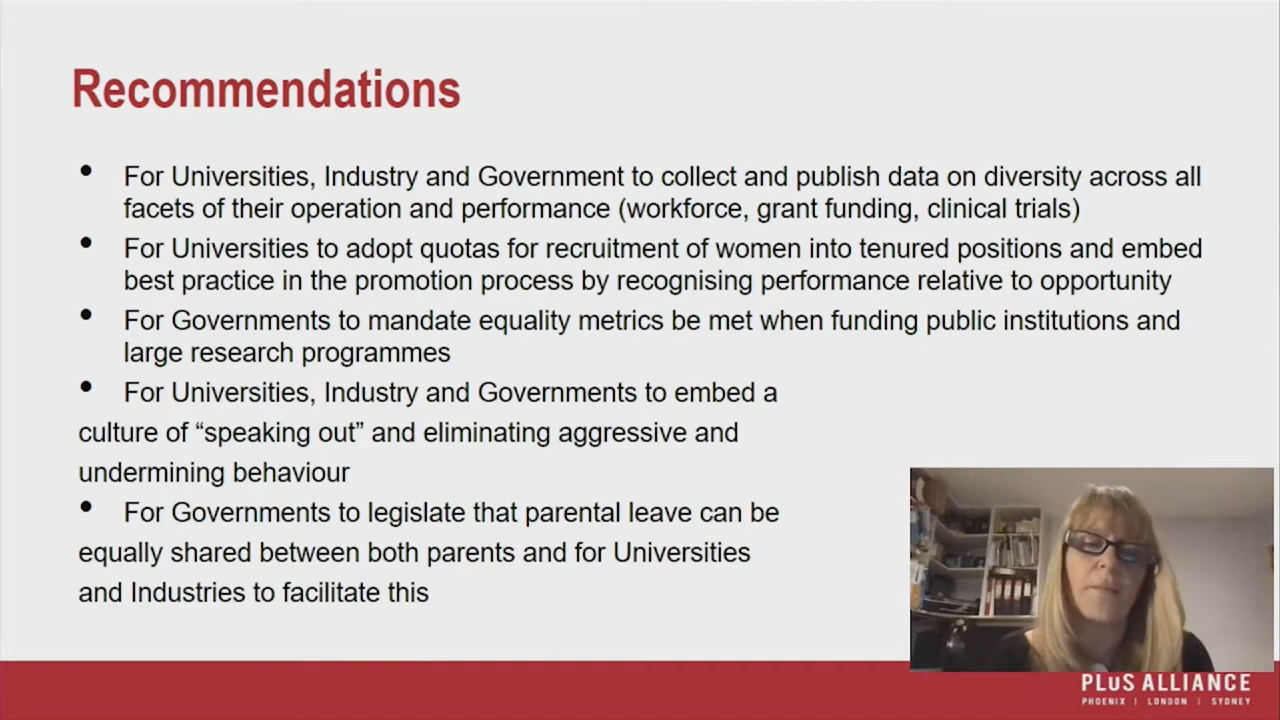 Recommendations
• For Universities, Industry and Government to collect and publish data on diversity across all
facets of their operation and performance (workforce, grant funding, clinical trials)
• For Universities to adopt quotas for recruitment of women into tenured positions and embed
best practice in the promotion process by recognising performance relative to opportunity
• For Governments to mandate equality metrics be met when funding public institutions and
large research programmes
• For Universities, Industry and Governments to embed a
culture of “speaking out” and eliminating aggressive and
undermining behaviour
• For Governments to legislate that parental leave can be
equally shared between both parents and for Universities
and Industries to facilitate this
PLuS ALLIANCE
PHOENIX | LONDON | SYDNEY